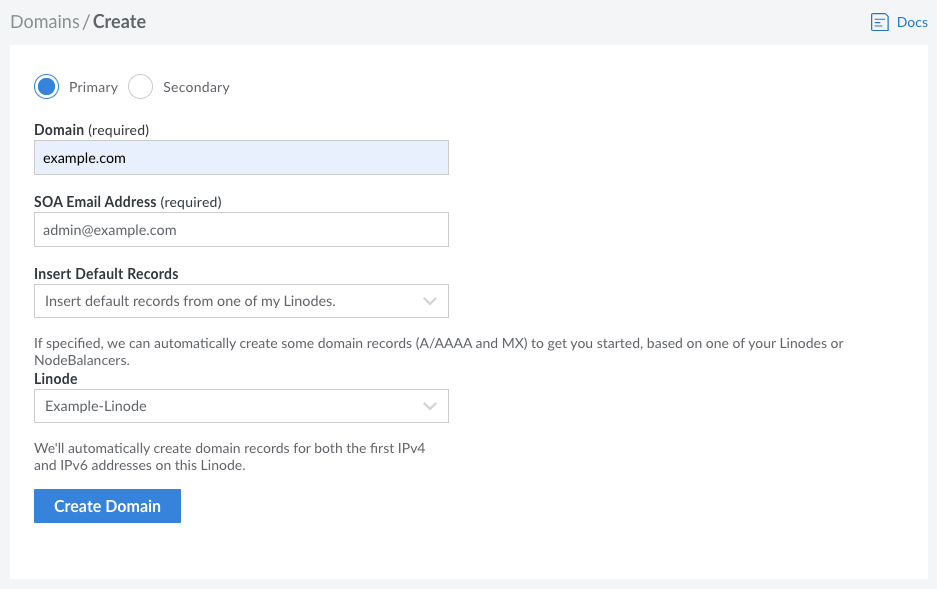 Domains / Create
Docs
Primary
Secondary
Domain (required)
example.com
SOA Email Address (required)
admin@example.com
Insert Default Records
Insert default records from one of my Linodes.
If specified, we can automatically create some domain records (A/AAAA and MX) to get you started, based on one of your Linodes or
NodeBalancers.
Linode
Example-Linode
We'll automatically create domain records for both the first IPv4
and IPv6 addresses on this Linode.
Create Domain